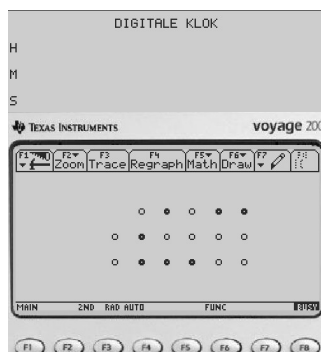 DIGITALE KLOK
H
M
S
TEXAS INSTRUMENTS voyage 200
F1 F2 Zoom F3 Trace F4 Regraph F5 Math F6 Draw F7
MAIN 2ND RAD AUTO FUNC BUSY
F1 F2 F3 F4 F5 F6 F7 F8